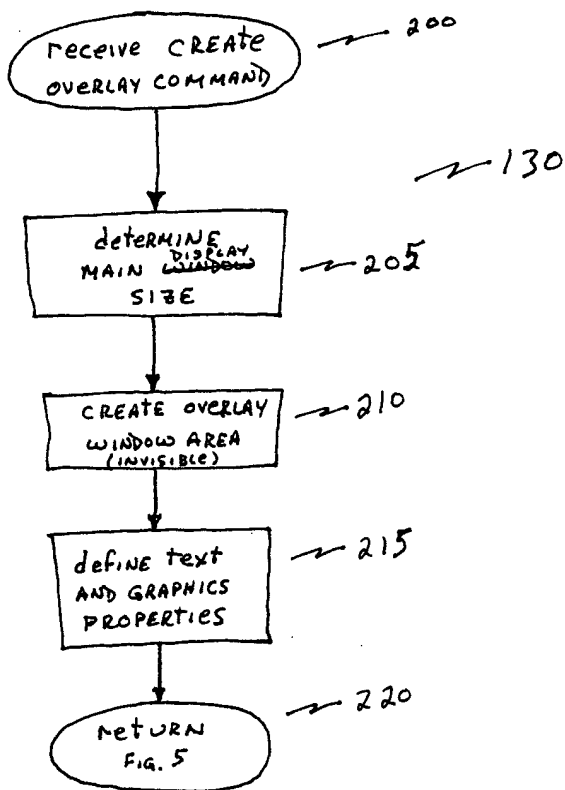 receive CREATE
OVERLAY COMMAND
200
130
determine
DISPLAY
MAIN WINDOW
SIZE
205
CREATE OVERLAY
WINDOW AREA
(INVISIBLE)
210
define text
AND GRAPHICS
PROPERTIES
215
return
FIG. 5
220